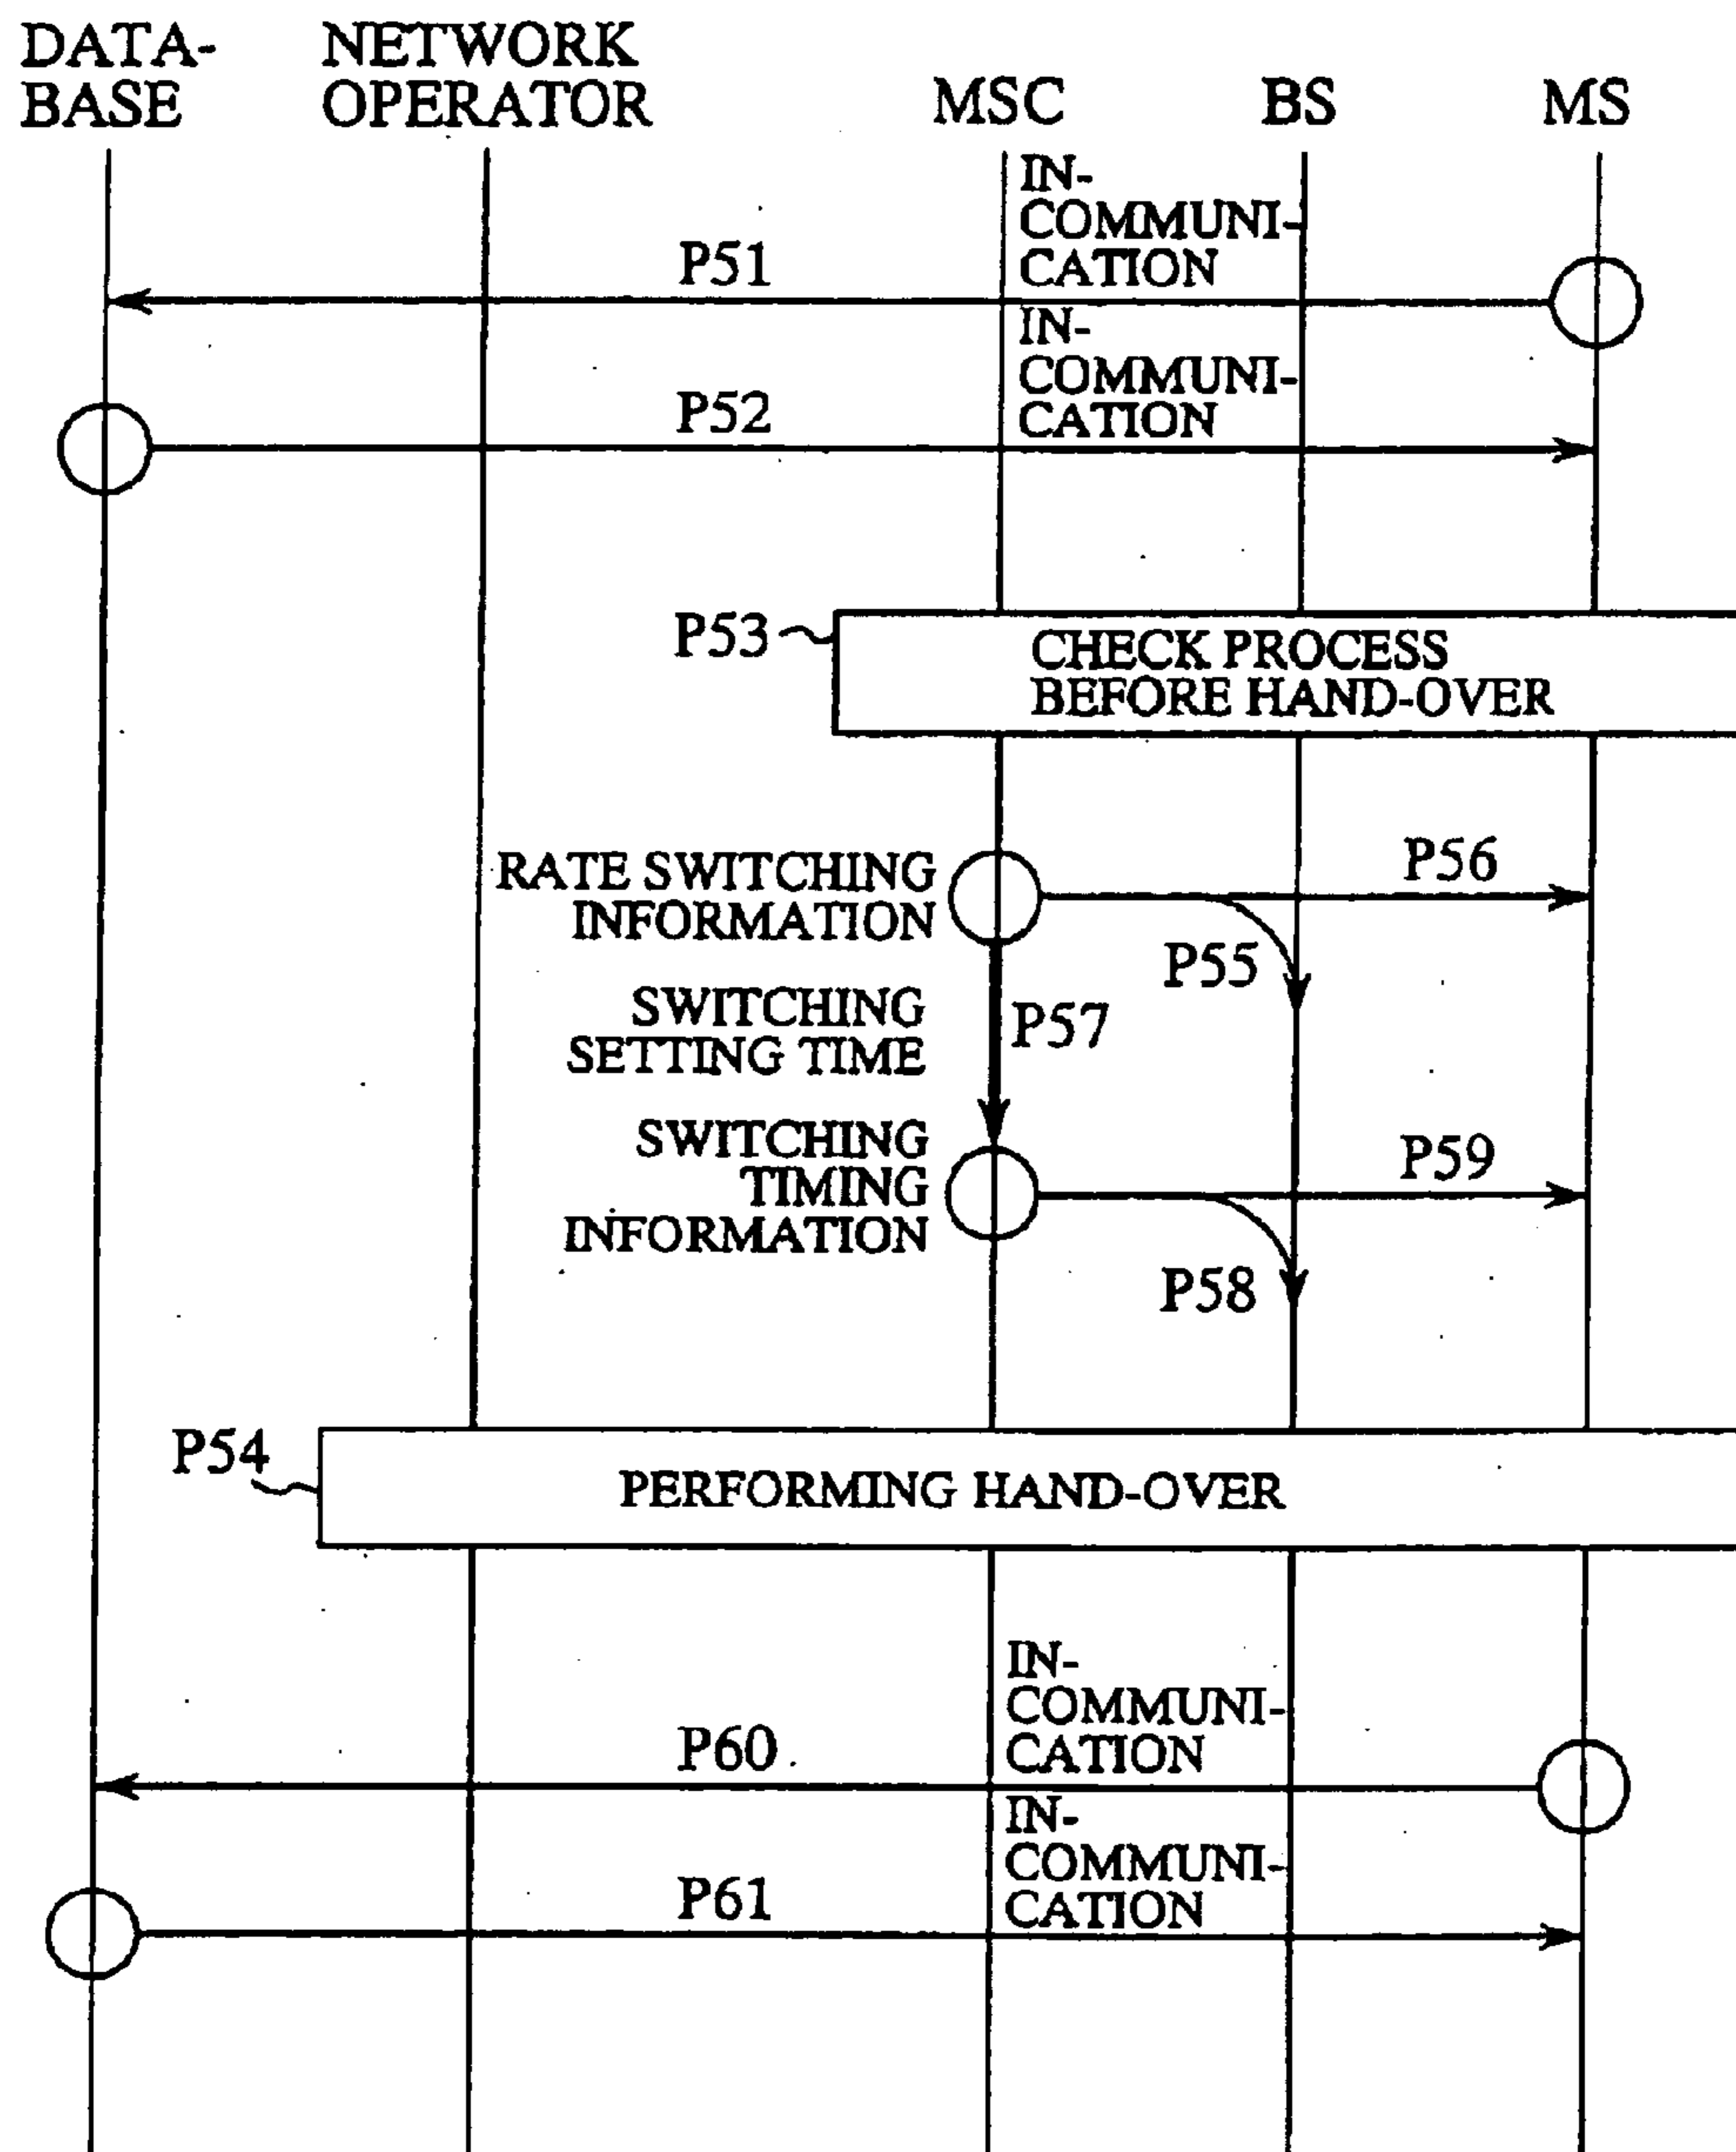 DATA-
BASE
NETWORK
OPERATOR
MSC
BS
MS
IN-
COMMUNI-
CATION
P51
IN-
COMMUNI-
CATION
P52
P53
CHECK PROCESS
BEFORE HAND-OVER
RATE SWITCHING
INFORMATION
P56
P55
SWITCHING
SETTING TIME
P57
SWITCHING
TIMING
INFORMATION
P59
P58
P54
PERFORMING HAND-OVER
IN-
COMMUNI-
CATION
P60
IN-
COMMUNI-
CATION
P61